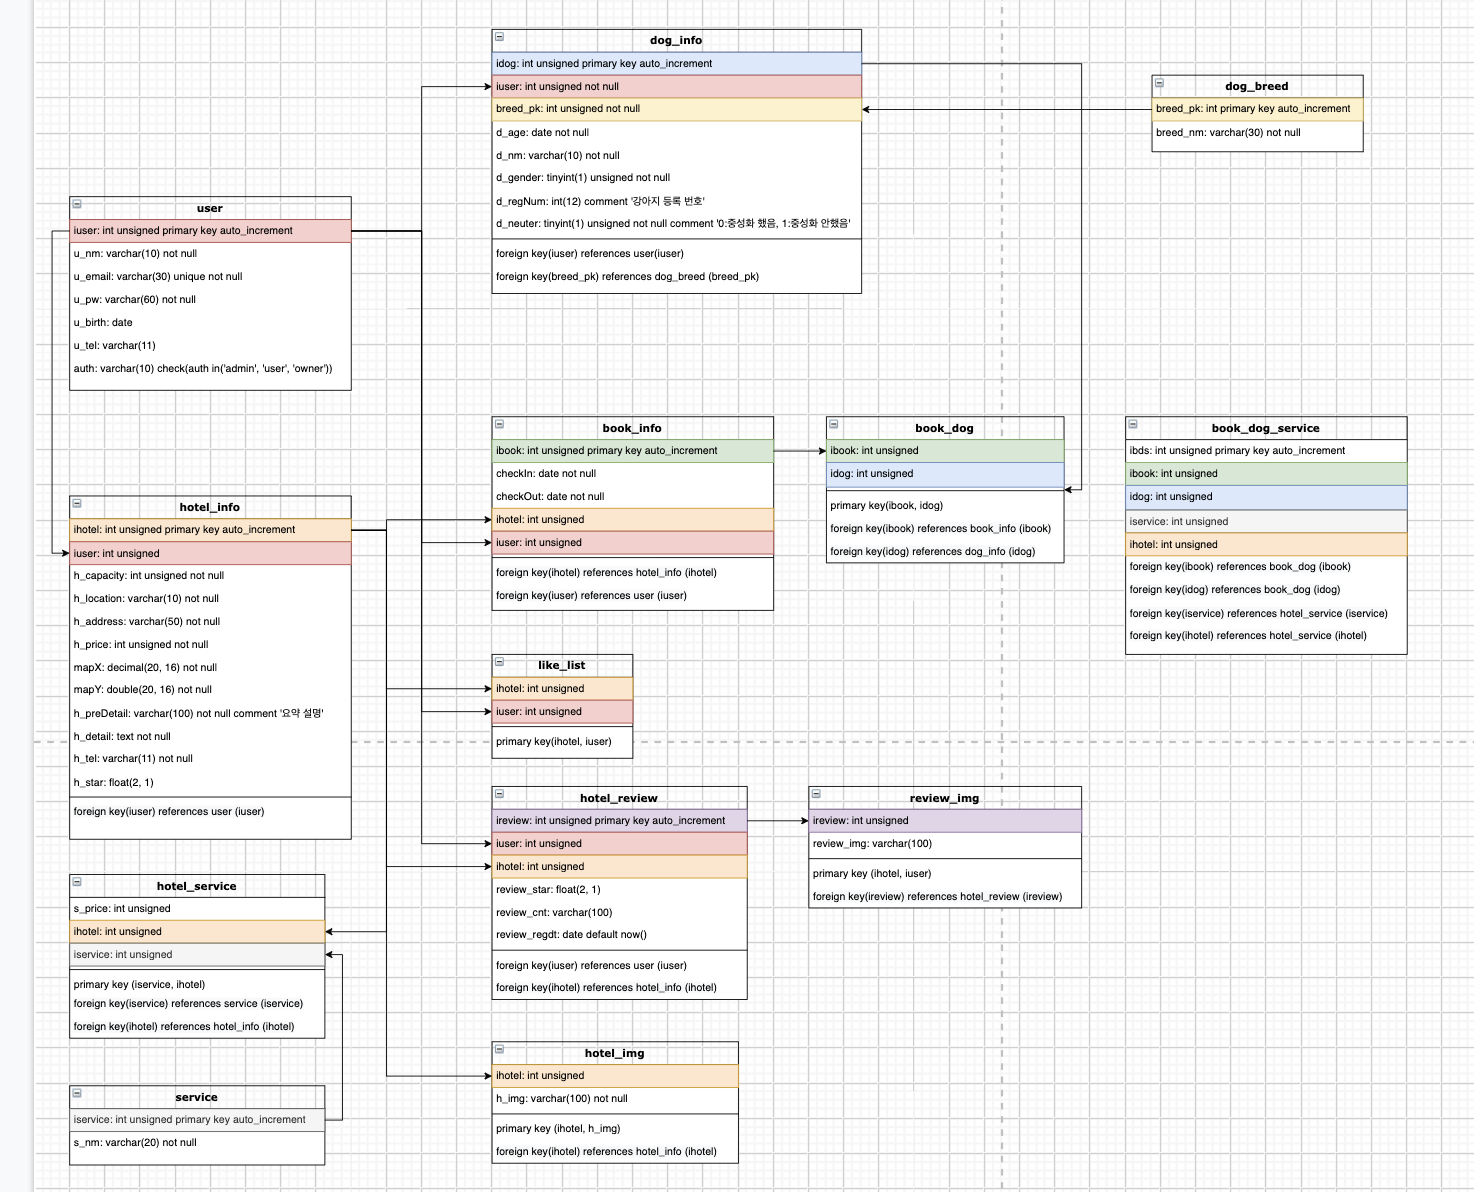 dog_info
idog: int unsigned primary key auto_increment
iuser: int unsigned not null
breed_pk: int unsigned not null
d_age: date not null
d_nm: varchar(10) not null
d_gender: tinyint(1) unsigned not null
d_regNum: int(12) comment '강아지 등록 번호'
d_neuter: tinyint(1) unsigned not null comment '0:중성화 했음, 1:중성화 안했음'
foreign key(iuser) references user(iuser)
foreign key(breed_pk) references dog_breed (breed_pk)
dog_breed
breed_pk: int primary key auto_increment
breed_nm: varchar(30) not null
user
iuser: int unsigned primary key auto_increment
u_nm: varchar(10) not null
u_email: varchar(30) unique not null
u_pw: varchar(60) not null
u_birth: date
u_tel: varchar(11)
auth: varchar(10) check(auth in('admin', 'user', 'owner'))
book_info
ibook: int unsigned primary key auto_increment
checkIn: date not null
checkOut: date not null
ihotel: int unsigned
iuser: int unsigned
foreign key(ihotel) references hotel_info (ihotel)
foreign key(iuser) references user (iuser)
book_dog
ibook: int unsigned
idog: int unsigned
primary key(ibook, idog)
foreign key(ibook) references book_info (ibook)
foreign key(idog) references dog_info (idog)
book_dog_service
ibds: int unsigned primary key auto_increment
ibook: int unsigned
idog: int unsigned
iservice: int unsigned
ihotel: int unsigned
foreign key(ibook) references book_dog (ibook)
foreign key(idog) references book_dog (idog)
foreign key(iservice) references hotel_service (iservice)
foreign key(ihotel) references hotel_service (ihotel)
hotel_info
ihotel: int unsigned primary key auto_increment
iuser: int unsigned
h_capacity: int unsigned not null
h_location: varchar(10) not null
h_address: varchar(50) not null
h_price: int unsigned not null
mapX: decimal(20, 16) not null
mapY: double(20, 16) not null
h_preDetail: varchar(100) not null comment '요약 설명'
h_detail: text not null
h_tel: varchar(11) not null
h_star: float(2, 1)
foreign key(iuser) references user (iuser)
like_list
ihotel: int unsigned
iuser: int unsigned
primary key(ihotel, iuser)
hotel_review
ireview: int unsigned primary key auto_increment
iuser: int unsigned
ihotel: int unsigned
review_star: float(2, 1)
review_cnt: varchar(100)
review_regdt: date default now()
foreign key(iuser) references user (iuser)
foreign key(ihotel) references hotel_info (ihotel)
review_img
ireview: int unsigned
review_img: varchar(100)
primary key (ihotel, iuser)
foreign key(ireview) references hotel_review (ireview)
hotel_service
s_price: int unsigned
ihotel: int unsigned
iservice: int unsigned
primary key (iservice, ihotel)
foreign key(iservice) references service (iservice)
foreign key(ihotel) references hotel_info (ihotel)
hotel_img
ihotel: int unsigned
h_img: varchar(100) not null
primary key (ihotel, h_img)
foreign key(ihotel) references hotel_info (ihotel)
service
iservice: int unsigned primary key auto_increment
s_nm: varchar(20) not null